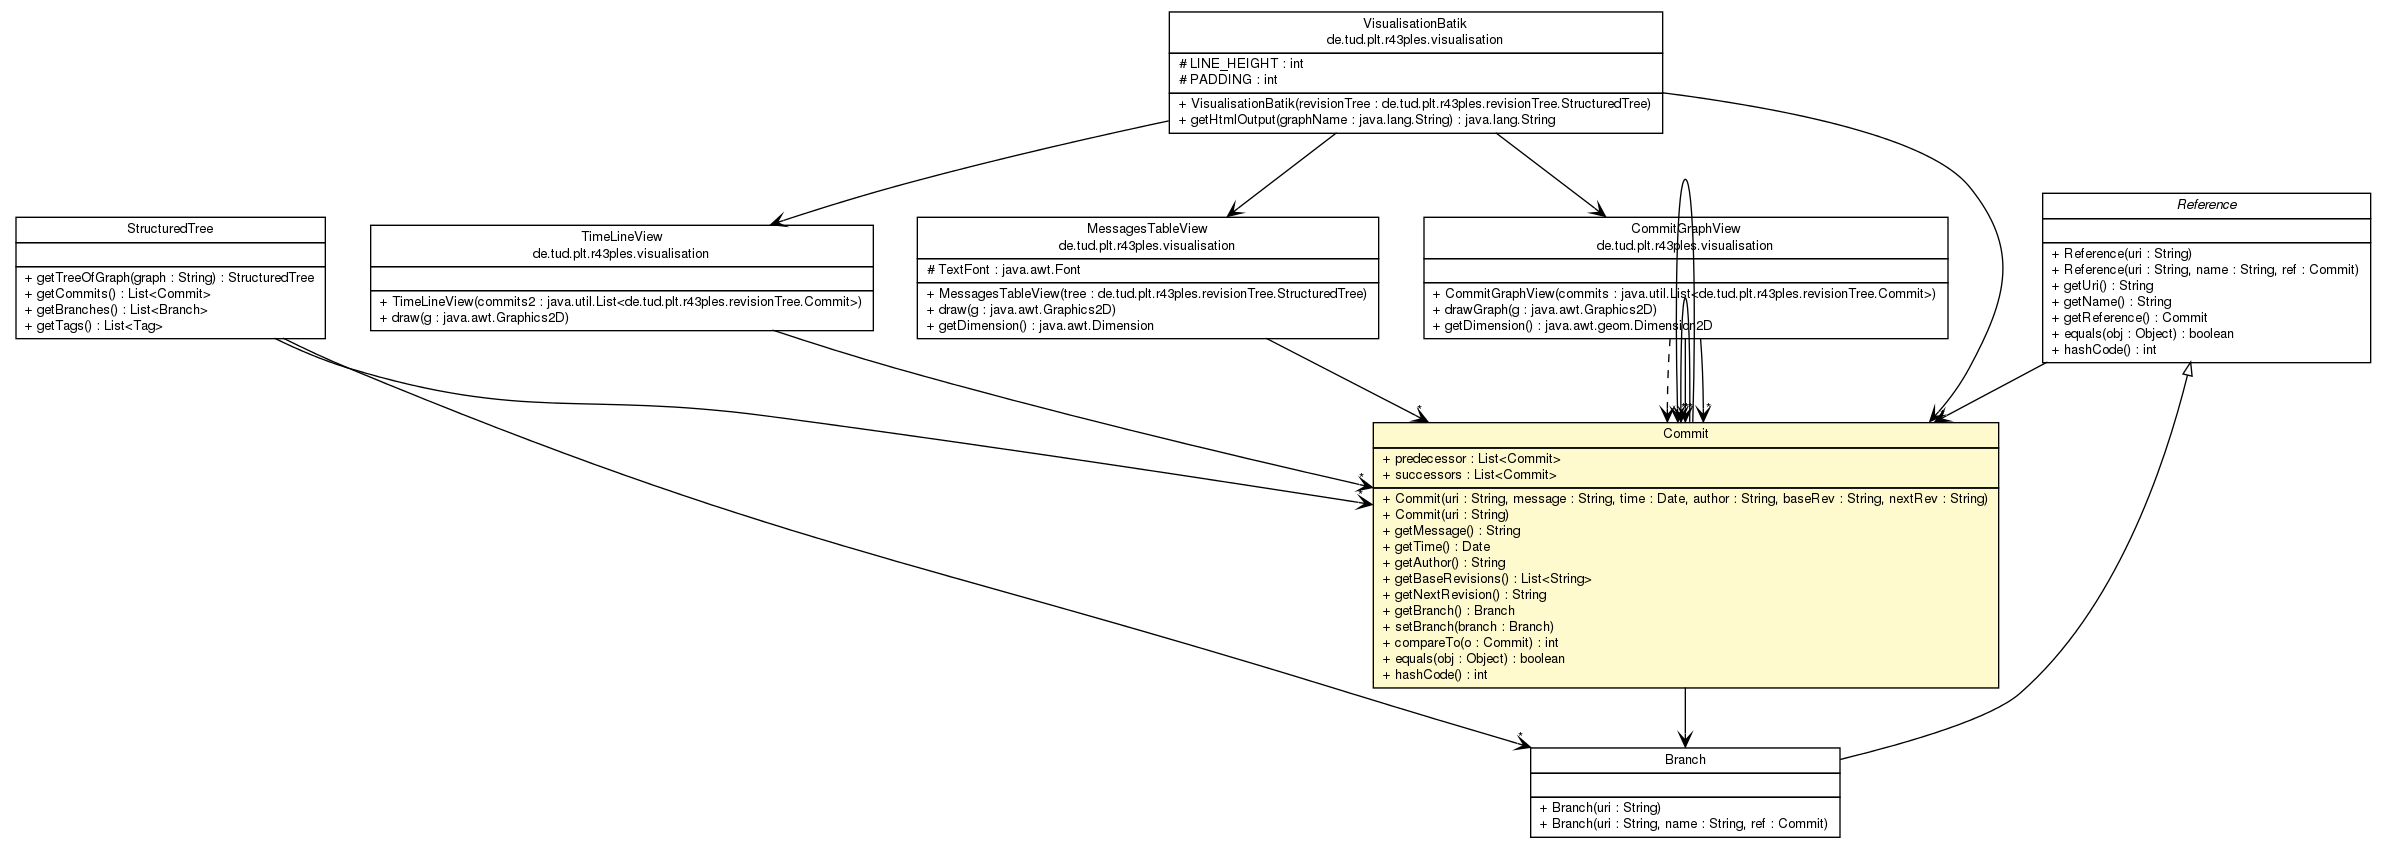 VisualisationBatik
de.tud.plt.r43ples.visualisation
# LINE_HEIGHT : int
# PADDING : int
+ VisualisationBatik(revisionTree : de.tud.plt.r43ples.revisionTree.StructuredTree)
+ getHtmlOutput(graphName : java.lang.String) : java.lang.String
StructuredTree
+ getTreeOfGraph(graph : String) : StructuredTree
+ getCommits() : List<Commit>
+ getBranches() : List<Branch>
+ getTags() : List<Tag>
TimeLineView
de.tud.plt.r43ples.visualisation
+ TimeLineView(commits2 : java.util.List<de.tud.plt.r43ples.revisionTree.Commit>)
+ draw(g : java.awt.Graphics2D)
MessagesTableView
de.tud.plt.r43ples.visualisation
# TextFont : java.awt.Font
+ MessagesTableView(tree : de.tud.plt.r43ples.revisionTree.StructuredTree)
+ draw(g : java.awt.Graphics2D)
+ getDimension() : java.awt.Dimension
CommitGraphView
de.tud.plt.r43ples.visualisation
+ CommitGraphView(commits : java.util.List<de.tud.plt.r43ples.revisionTree.Commit>)
+ drawGraph(g : java.awt.Graphics2D)
+ getDimension() : java.awt.geom.Dimension2D
Reference
+ Reference(uri : String)
+ Reference(uri : String, name : String, ref : Commit)
+ getUri() : String
+ getName() : String
+ getReference() : Commit
+ equals(obj : Object) : boolean
+ hashCode() : int
*
*
*
*
Commit
+ predecessor : List<Commit>
+ successors : List<Commit>
+ Commit(uri : String, message : String, time : Date, author : String, baseRev : String, nextRev : String)
+ Commit(uri : String)
+ getMessage() : String
+ getTime() : Date
+ getAuthor() : String
+ getBaseRevisions() : List<String>
+ getNextRevision() : String
+ getBranch() : Branch
+ setBranch(branch : Branch)
+ compareTo(o : Commit) : int
+ equals(obj : Object) : boolean
+ hashCode() : int
*
Branch
+ Branch(uri : String)
+ Branch(uri : String, name : String, ref : Commit)